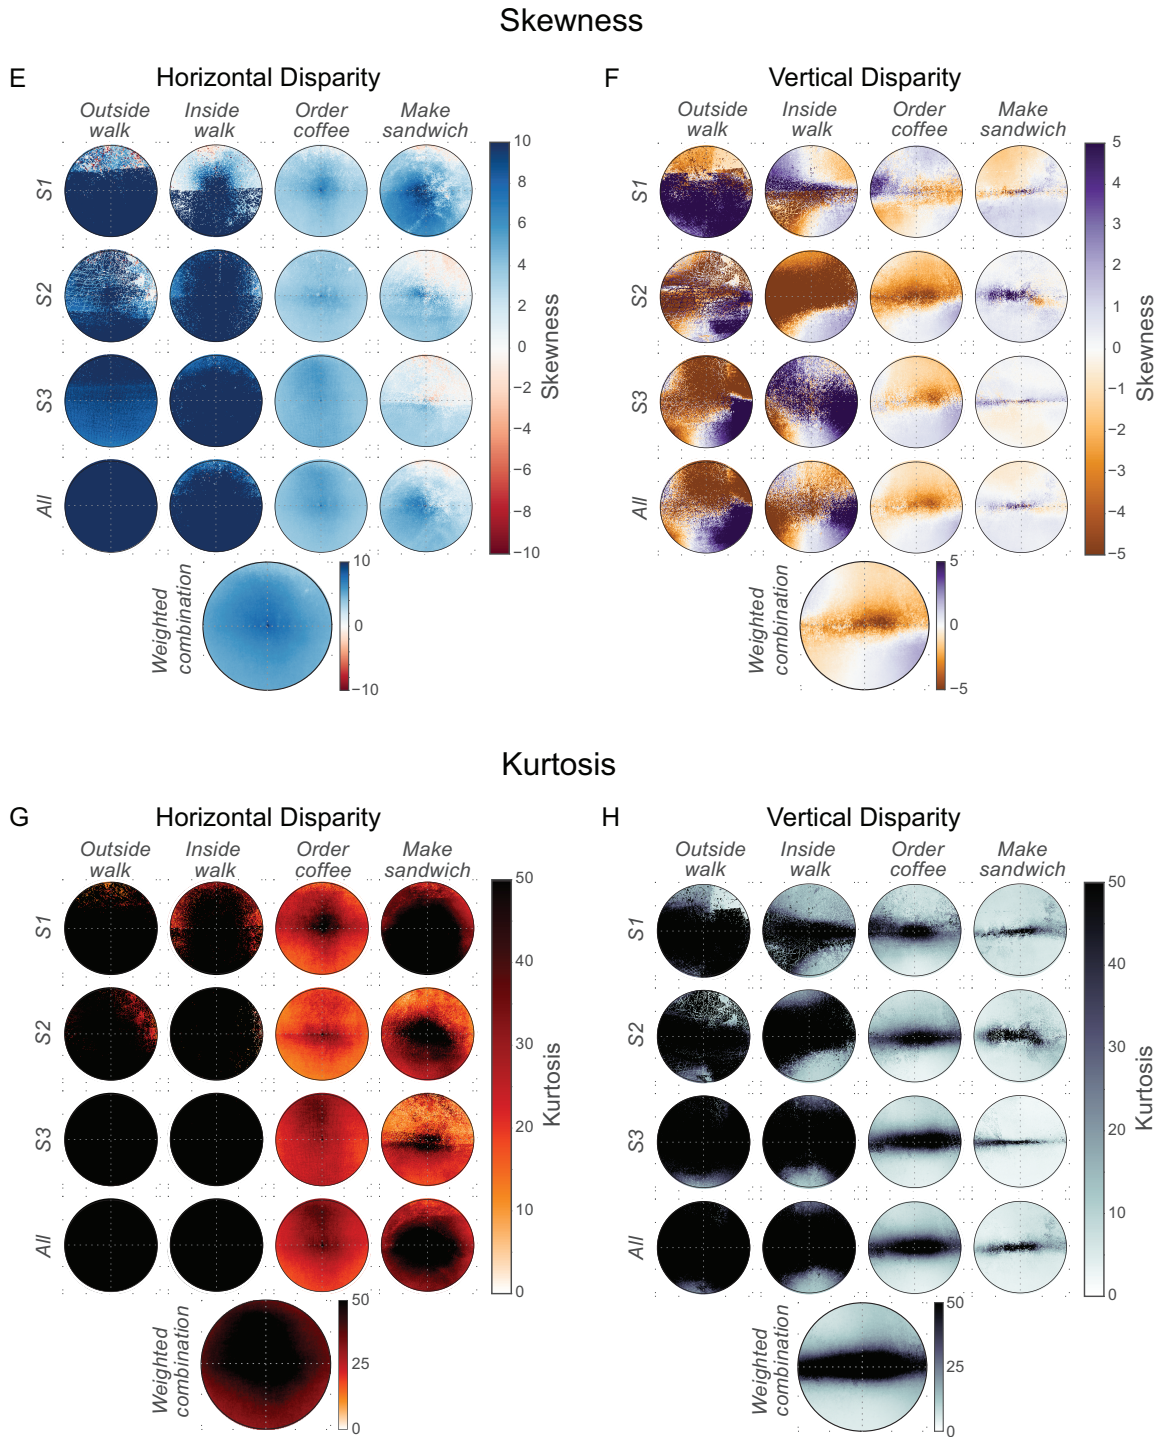 Skewness
E
Horizontal Disparity
Outside walk
Inside walk
Order coffee
Make sandwich
S1
S2
S3
All
10
8
6
4
2
0
−2
−4
−6
−8
−10
Skewness
Weighted combination
10
0
−10
F
Vertical Disparity
Outside walk
Inside walk
Order coffee
Make sandwich
S1
S2
S3
All
5
4
3
2
1
0
−1
−2
−3
−4
−5
Skewness
Weighted combination
5
0
−5
Kurtosis
G
Horizontal Disparity
Outside walk
Inside walk
Order coffee
Make sandwich
S1
S2
S3
All
50
40
30
20
10
0
Kurtosis
Weighted combination
50
25
0
H
Vertical Disparity
Outside walk
Inside walk
Order coffee
Make sandwich
S1
S2
S3
All
50
40
30
20
10
0
Kurtosis
Weighted combination
50
25
0